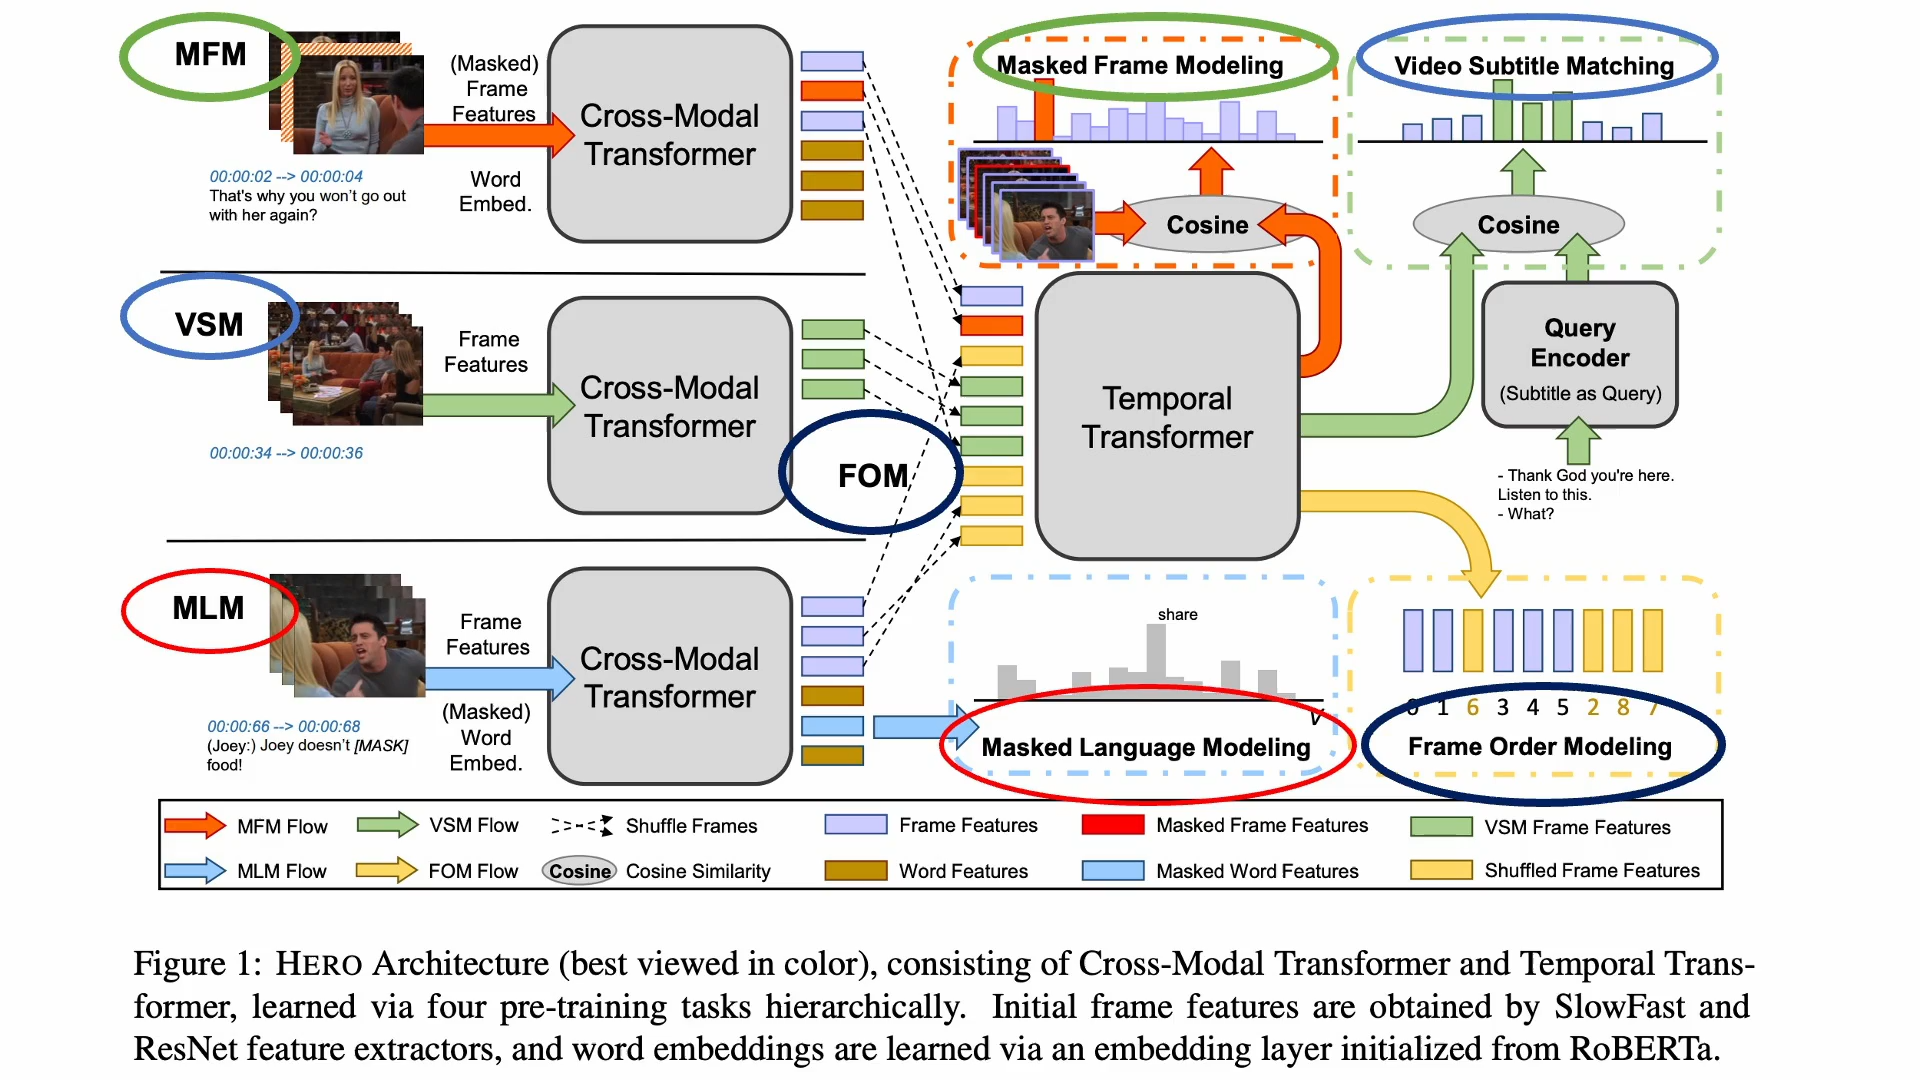 MFM
(Masked)
Frame
Features
Word
Embed.
Cross-Modal
Transformer
00:00:02 --> 00:00:04
That's why you won't go out
with her again?
VSM
Frame
Features
Cross-Modal
Transformer
00:00:34 --> 00:00:36
FOM
MLM
Frame
Features
(Masked)
Word
Embed.
Cross-Modal
Transformer
00:00:66 --> 00:00:68
(Joey:) Joey doesn't [MASK]
food!
Masked Frame Modeling
Cosine
Video Subtitle Matching
Cosine
Temporal
Transformer
Query
Encoder
(Subtitle as Query)
- Thank God you're here.
Listen to this.
- What?
share
V
Masked Language Modeling
0 1 6 3 4 5 2 8 7
Frame Order Modeling
MFM Flow VSM Flow Shuffle Frames Frame Features Masked Frame Features VSM Frame Features
MLM Flow FOM Flow Cosine Cosine Similarity Word Features Masked Word Features Shuffled Frame Features
Figure 1: HERO Architecture (best viewed in color), consisting of Cross-Modal Transformer and Temporal Trans-
former, learned via four pre-training tasks hierarchically. Initial frame features are obtained by SlowFast and
ResNet feature extractors, and word embeddings are learned via an embedding layer initialized from RoBERTa.